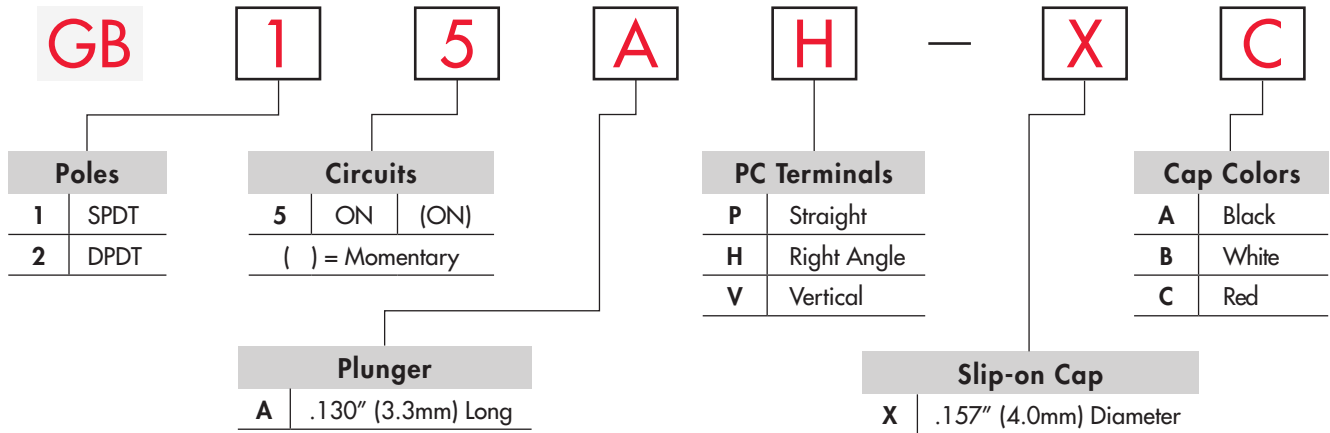 GB 1 5 A H — X C
Poles
1 SPDT
2 DPDT
Circuits
5 ON (ON)
( ) = Momentary
PC Terminals
P Straight
H Right Angle
V Vertical
Cap Colors
A Black
B White
C Red
Plunger
A .130” (3.3mm) Long
Slip-on Cap
X .157” (4.0mm) Diameter